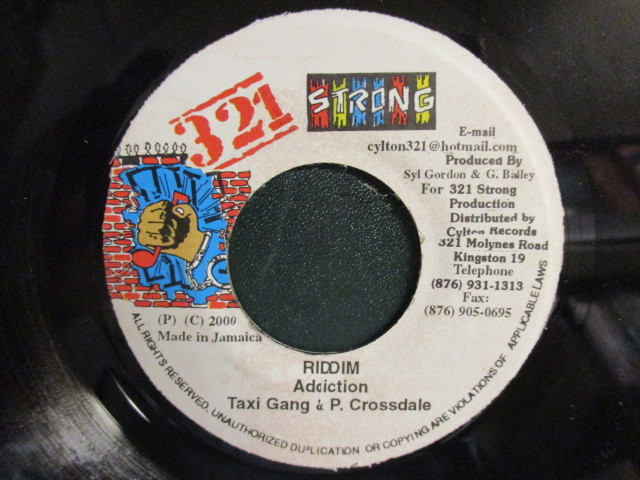 321
STRONG
E-mail
cylton321@hotmail.com
Produced By
Syl Gordon & G. Bailey
For 321 Strong
Production
Distributed by
Cylton Records
321 Molynes Road
Kingston 19
Telephone
(876) 931-1313
Fax:
(876) 905-0695
(P) (C) 2000
Made in Jamaica
RIDDIM
Addiction
Taxi Gang & P. Crossdale
ALL RIGHTS RESERVED, UNAUTHORIZED DUPLICATION OR COPYING ARE VIOLATIONS OF APPLICABLE LAWS